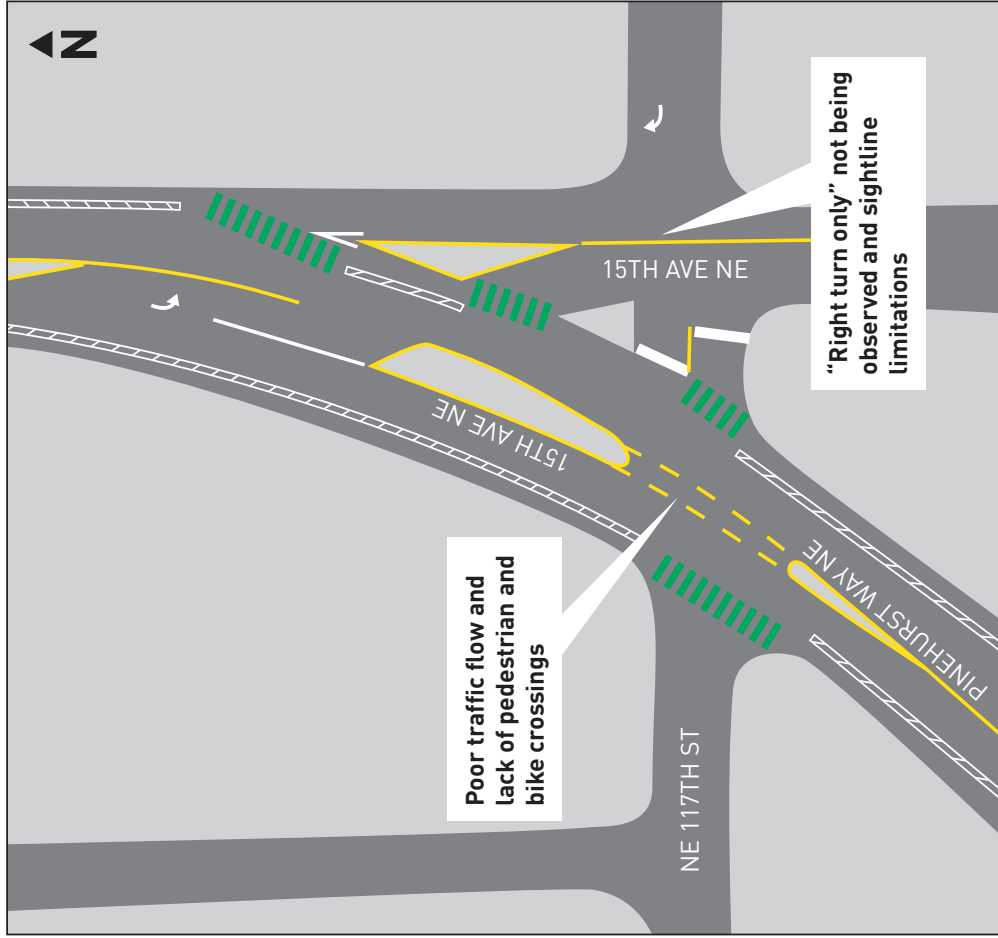 N
"Right turn only" not being
observed and sightline
limitations
15TH AVE NE
15TH AVE NE
Poor traffic flow and
lack of pedestrian and
bike crossings
PINEHURST WAY NE
NE 117TH ST